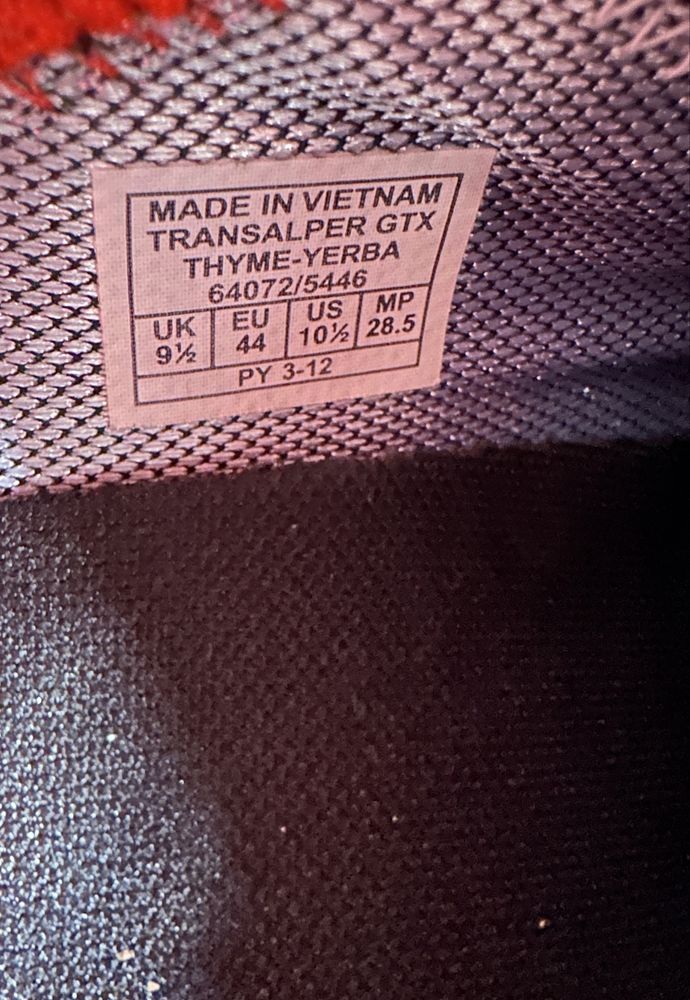 MADE IN VIETNAM
TRANSALPER GTX
THYME-YERBA
64072/5446
UK EU US MP
9½ 44 10½ 28.5
PY 3-12